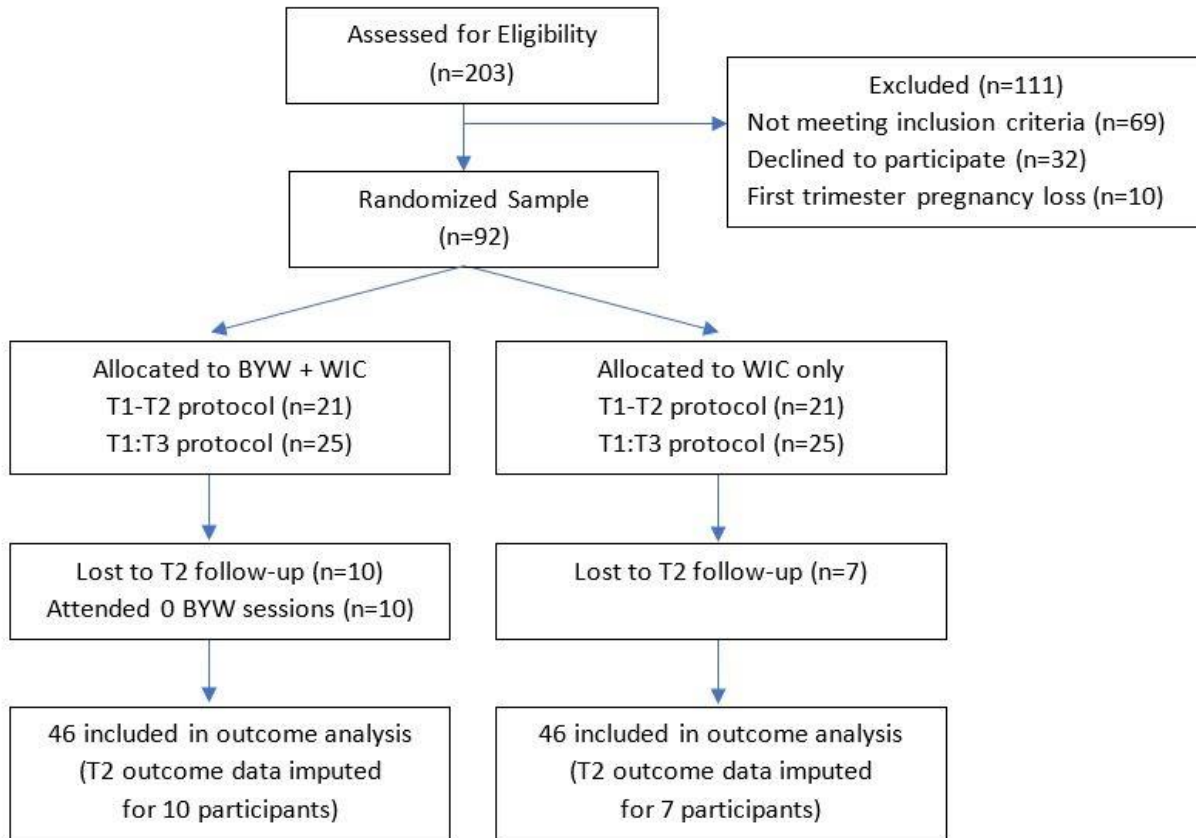 Assessed for Eligibility
(n=203)
Excluded (n=111)
Not meeting inclusion criteria (n=69)
Declined to participate (n=32)
First trimester pregnancy loss (n=10)
Randomized Sample
(n=92)
Allocated to BYW + WIC
T1-T2 protocol (n=21)
T1:T3 protocol (n=25)
Allocated to WIC only
T1-T2 protocol (n=21)
T1:T3 protocol (n=25)
Lost to T2 follow-up (n=10)
Attended 0 BYW sessions (n=10)
Lost to T2 follow-up (n=7)
46 included in outcome analysis
(T2 outcome data imputed
for 10 participants)
46 included in outcome analysis
(T2 outcome data imputed
for 7 participants)